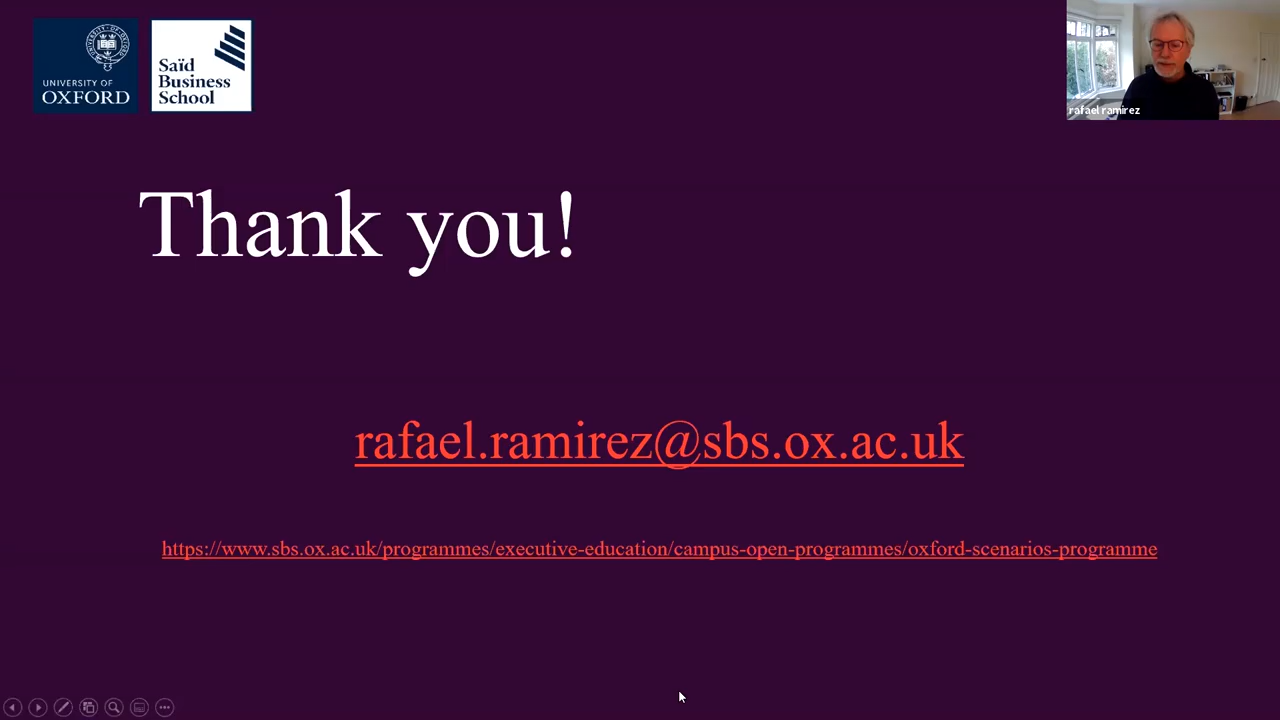 UNIVERSITY OF
OXFORD
Saïd
Business
School
rafael ramirez
Thank you!
rafael.ramirez@sbs.ox.ac.uk
https://www.sbs.ox.ac.uk/programmes/executive-education/campus-open-programmes/oxford-scenarios-programme